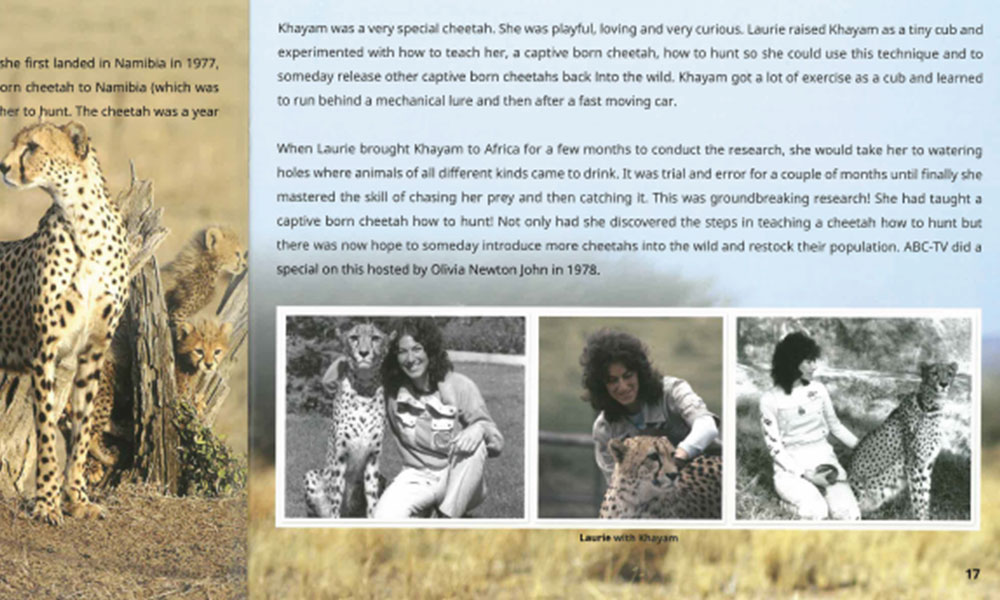 she first landed in Namibia in 1977,
orn cheetah to Namibia (which was
her to hunt. The cheetah was a year
Khayam was a very special cheetah. She was playful, loving and very curious. Laurie raised Khayam as a tiny cub and
experimented with how to teach her, a captive born cheetah, how to hunt so she could use this technique and to
someday release other captive born cheetahs back into the wild. Khayam got a lot of exercise as a cub and learned
to run behind a mechanical lure and then after a fast moving car.
When Laurie brought Khayam to Africa for a few months to conduct the research, she would take her to watering
holes where animals of all different kinds came to drink. It was trial and error for a couple of months until finally she
mastered the skill of chasing her prey and then catching it. This was groundbreaking research! She had taught a
captive born cheetah how to hunt! Not only had she discovered the steps in teaching a cheetah how to hunt but
there was now hope to someday introduce more cheetahs into the wild and restock their population. ABC-TV did a
special on this hosted by Olivia Newton John in 1978.
Laurie with Khayam
17